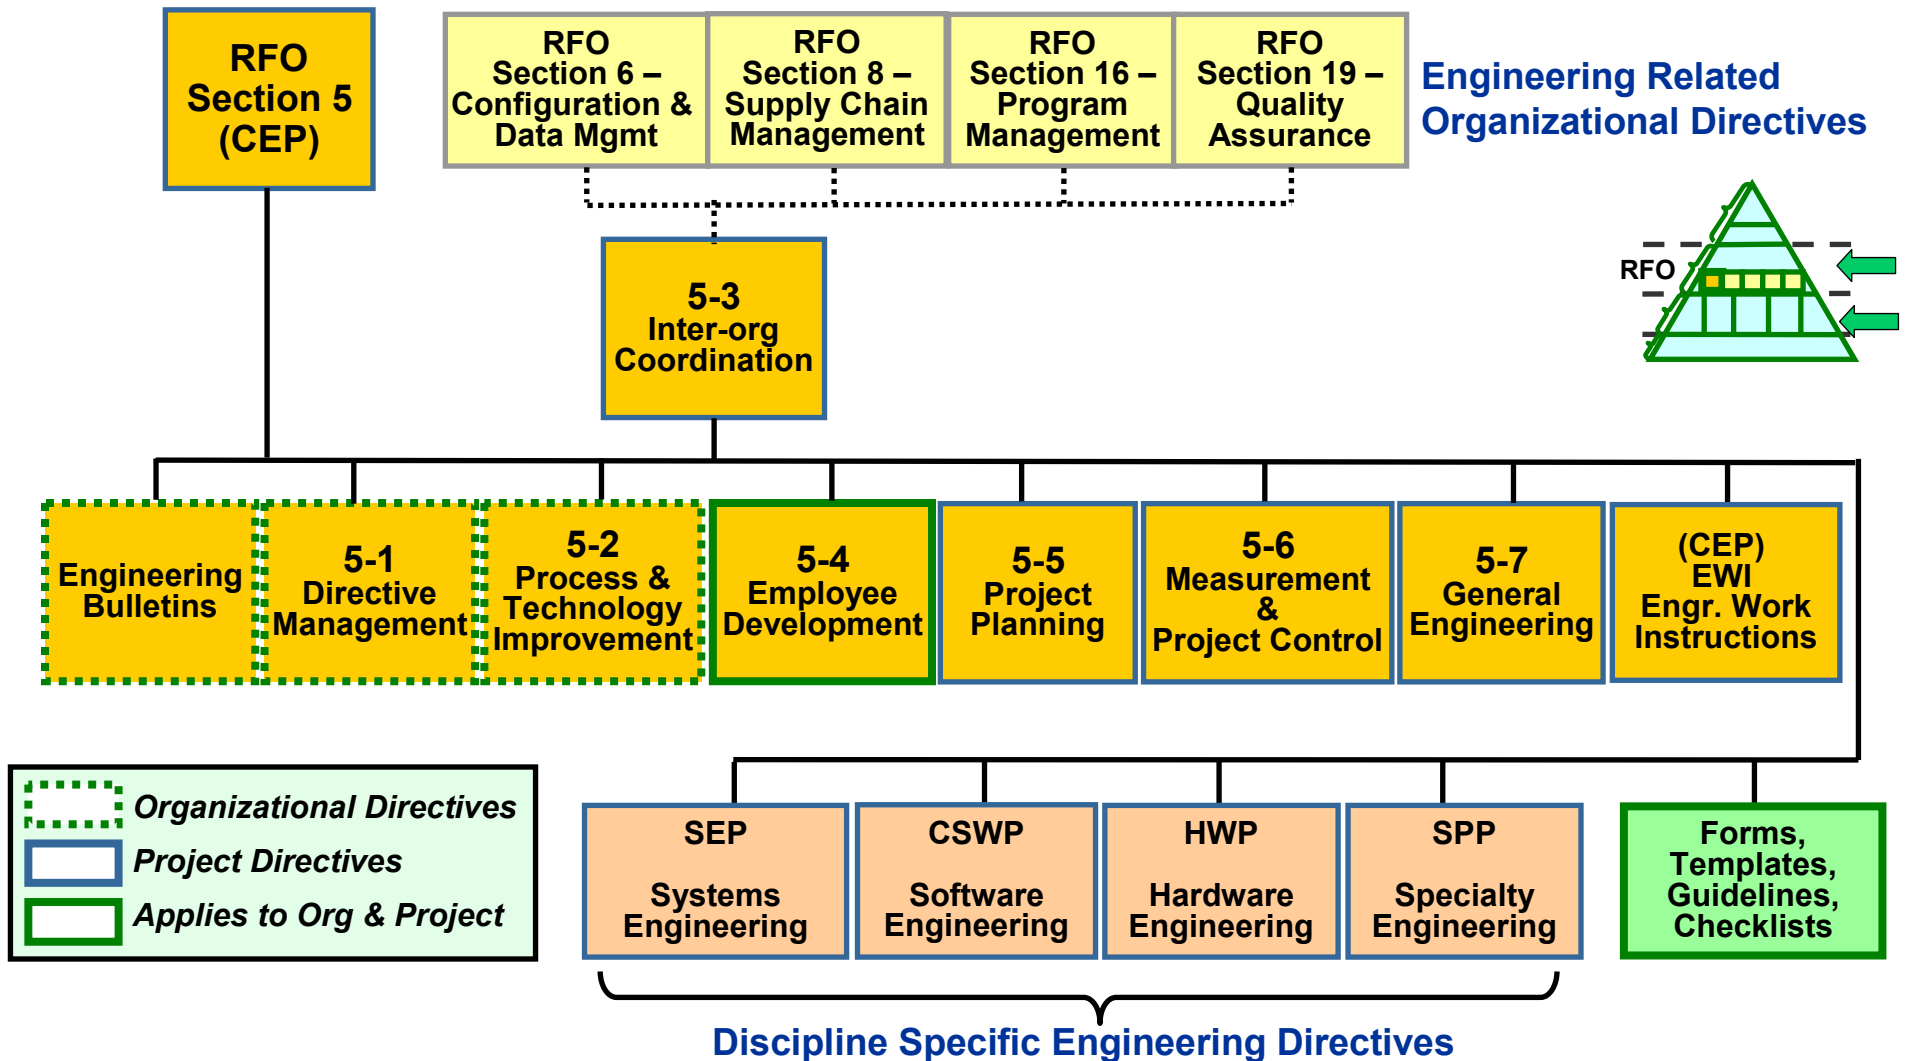 RFO
Section 5
(CEP)
RFO
Section 6 –
Configuration &
Data Mgmt
RFO
Section 8 –
Supply Chain
Management
RFO
Section 16 –
Program
Management
RFO
Section 19 –
Quality
Assurance
Engineering Related
Organizational Directives
RFO
5-3
Inter-org
Coordination
Engineering
Bulletins
5-1
Directive
Management
5-2
Process &
Technology
Improvement
5-4
Employee
Development
5-5
Project
Planning
5-6
Measurement
&
Project Control
5-7
General
Engineering
(CEP)
EWI
Engr. Work
Instructions
Organizational Directives
Project Directives
Applies to Org & Project
SEP
Systems
Engineering
CSWP
Software
Engineering
HWP
Hardware
Engineering
SPP
Specialty
Engineering
Forms,
Templates,
Guidelines,
Checklists
Discipline Specific Engineering Directives